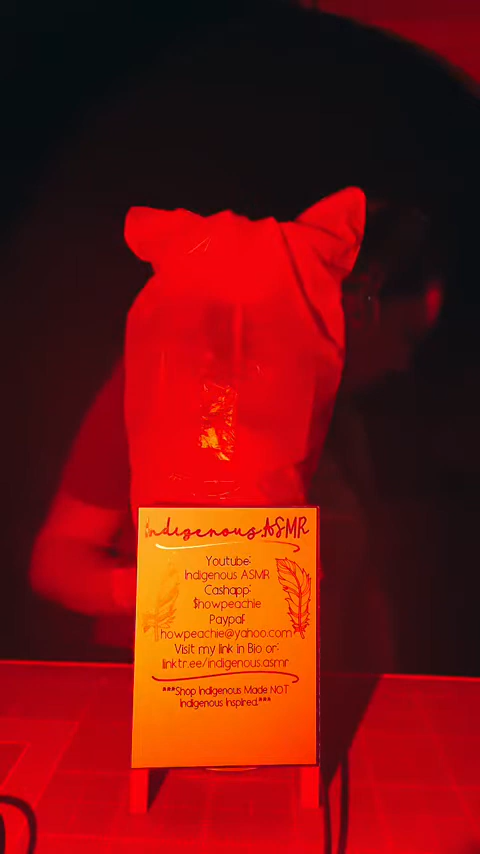 Indigenous ASMR
Youtube:
Indigenous ASMR
Cashapp:
$howpeachie
Paypal:
howpeachie@yahoo.com
Visit my link in Bio or:
linktr.ee/indigenous.asmr
***Shop Indigenous Made NOT
Indigenous Inspired.***